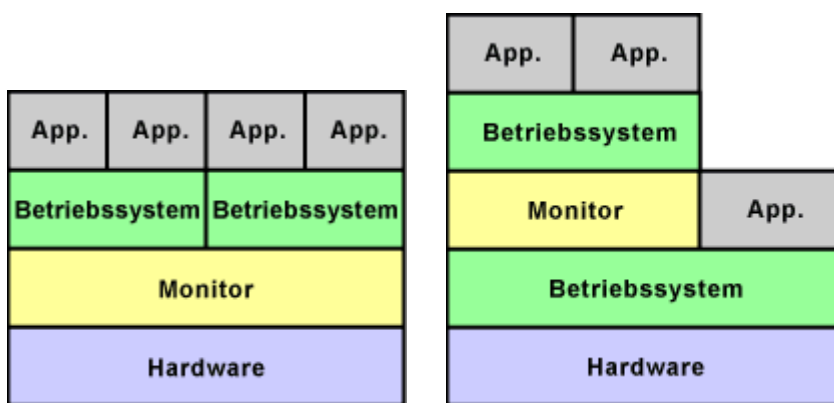 App. App. App. App.
Betriebssystem Betriebssystem
Monitor
Hardware
App. App.
Betriebssystem
Monitor App.
Betriebssystem
Hardware